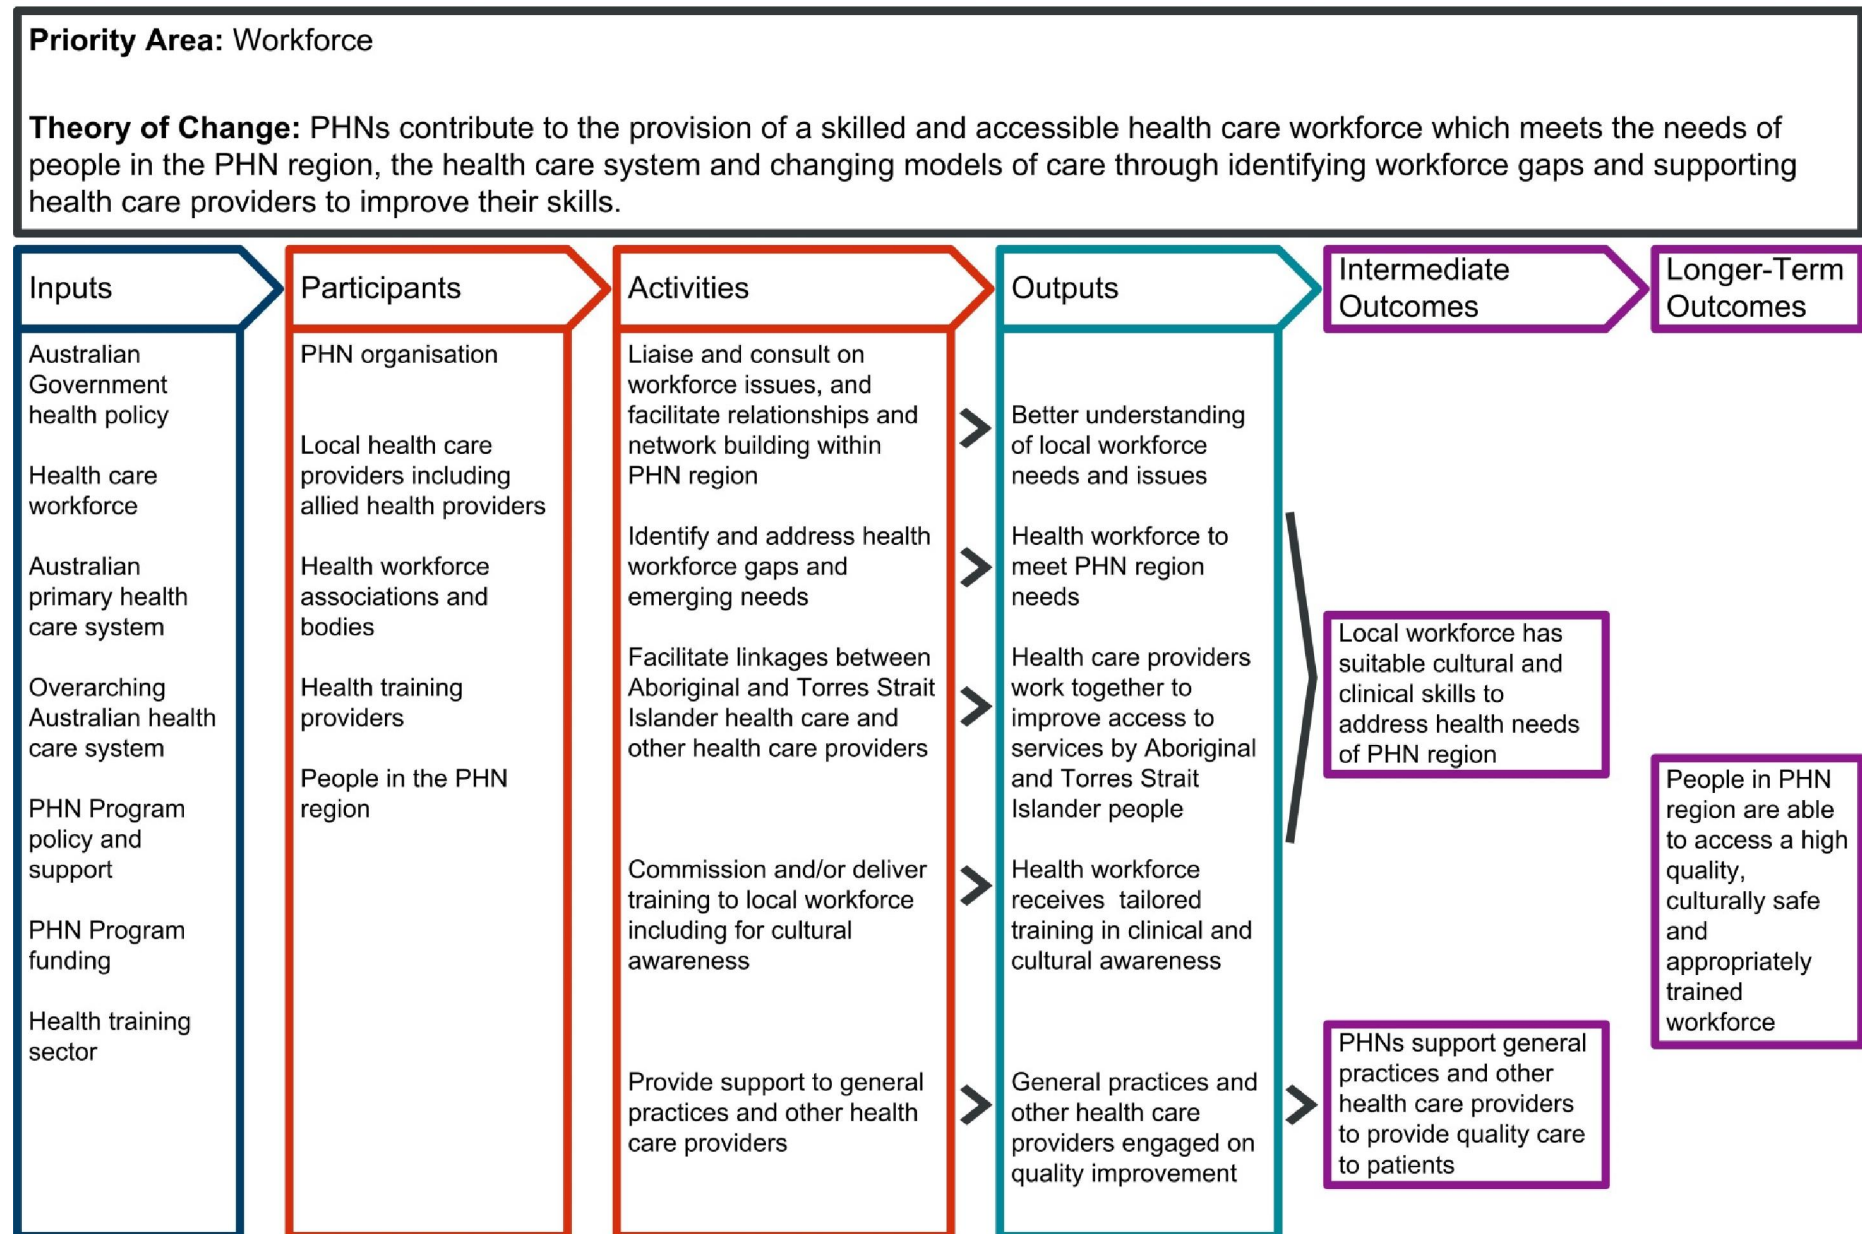 Priority Area: Workforce
Theory of Change: PHNs contribute to the provision of a skilled and accessible health care workforce which meets the needs of
people in the PHN region, the health care system and changing models of care through identifying workforce gaps and supporting
health care providers to improve their skills.
Inputs
Australian
Government
health policy
Health care
workforce
Australian
primary health
care system
Overarching
Australian health
care system
PHN Program
policy and
support
PHN Program
funding
Health training
sector
Participants
PHN organisation
Local health care
providers including
allied health providers
Health workforce
associations and
bodies
Health training
providers
People in the PHN
region
Activities
Liaise and consult on
workforce issues, and
facilitate relationships and
network building within
PHN region
Identify and address health
workforce gaps and
emerging needs
Facilitate linkages between
Aboriginal and Torres Strait
Islander health care and
other health care providers
Commission and/or deliver
training to local workforce
including for cultural
awareness
Provide support to general
practices and other health
care providers
Outputs
Better understanding
of local workforce
needs and issues
Health workforce to
meet PHN region
needs
Health care providers
work together to
improve access to
services by Aboriginal
and Torres Strait
Islander people
Health workforce
receives  tailored
training in clinical and
cultural awareness
General practices and
other health care
providers engaged on
quality improvement
Intermediate
Outcomes
Local workforce has
suitable cultural and
clinical skills to
address health needs
of PHN region
PHNs support general
practices and other
health care providers
to provide quality care
to patients
Longer-Term
Outcomes
People in PHN
region are able
to access a high
quality,
culturally safe
and
appropriately
trained
workforce